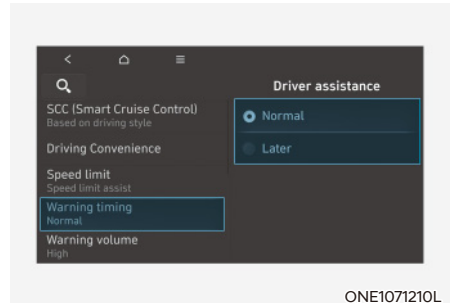 Driver assistance
SCC (Smart Cruise Control)
Based on driving style
Driving Convenience
Speed limit
Speed limit assist
Warning timing
Normal
Warning volume
High
Normal
Later
ONE1071210L